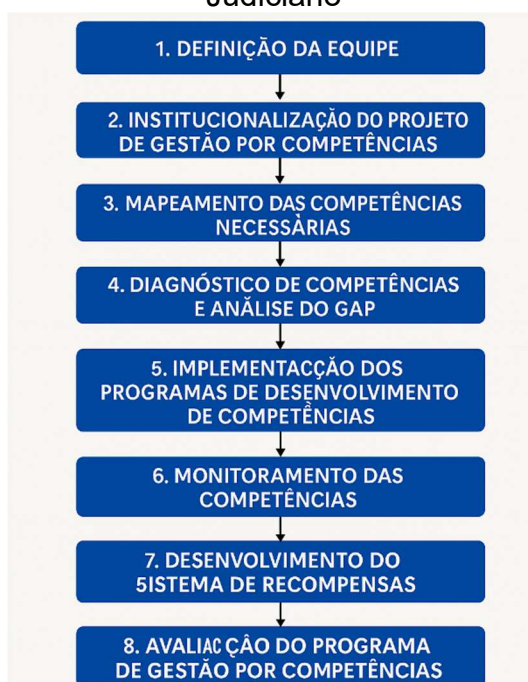 Judiciário
1. DEFINIÇÃO DA EQUIPE
2. INSTITUCIONALIZAÇÃO DO PROJETO
DE GESTÃO POR COMPETÊNCIAS
3. MAPEAMENTO DAS COMPETÊNCIAS
NECESSÀRIAS
4. DIAGNÓSTICO DE COMPETÊNCIAS
E ANÁLISE DO GAP
5. IMPLEMENTACÇÃO DOS
PROGRAMAS DE DESENVOLVIMENTO
DE COMPETÊNCIAS
6. MONITORAMENTO DAS
COMPETÊNCIAS
7. DESENVOLVIMENTO DO
5ISTEMA DE RECOMPENSAS
8. AVALIAC ÇÂO DO PROGRAMA
DE GESTÃO POR COMPETÊNCIAS